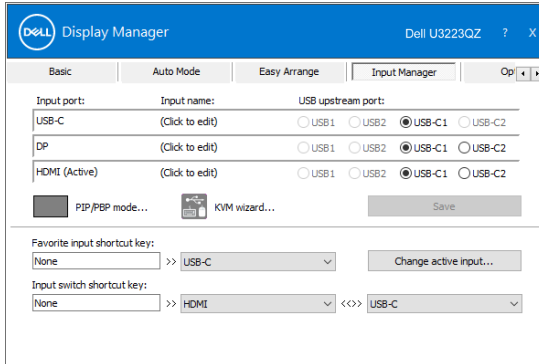 DELL Display Manager Dell U3223QZ ? X
Basic Auto Mode Easy Arrange Input Manager
Input port: Input name: USB upstream port:
USB-C (Click to edit) USB1 USB2 USB-C1 USB-C2
DP (Click to edit) USB1 USB2 USB-C1 USB-C2
HDMI (Active) (Click to edit) USB1 USB2 USB-C1 USB-C2
PIP/PBP mode... KVM wizard... Save
Favorite input shortcut key:
None >> USB-C Change active input...
Input switch shortcut key:
None >> HDMI <<>> USB-C